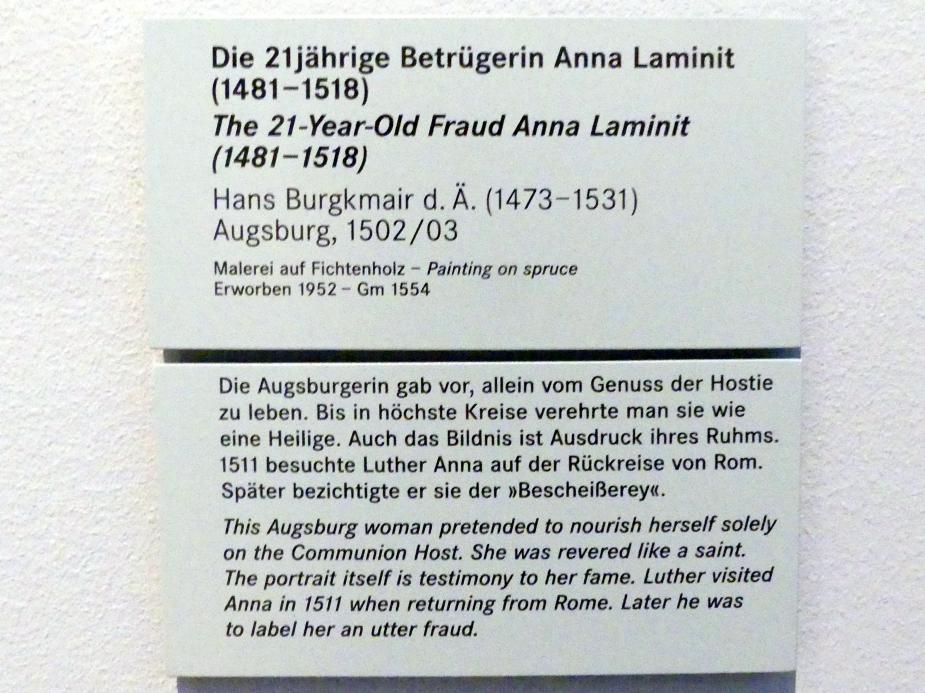 Die 21jährige Betrügerin Anna Laminit
(1481–1518)
The 21-Year-Old Fraud Anna Laminit
(1481–1518)
Hans Burgkmair d. Ä. (1473–1531)
Augsburg, 1502/03
Malerei auf Fichtenholz – Painting on spruce
Erworben 1952 – Gm 1554
Die Augsburgerin gab vor, allein vom Genuss der Hostie
zu leben. Bis in höchste Kreise verehrte man sie wie
eine Heilige. Auch das Bildnis ist Ausdruck ihres Ruhms.
1511 besuchte Luther Anna auf der Rückreise von Rom.
Später bezichtigte er sie der »Bescheißerey«.
This Augsburg woman pretended to nourish herself solely
on the Communion Host. She was revered like a saint.
The portrait itself is testimony to her fame. Luther visited
Anna in 1511 when returning from Rome. Later he was
to label her an utter fraud.